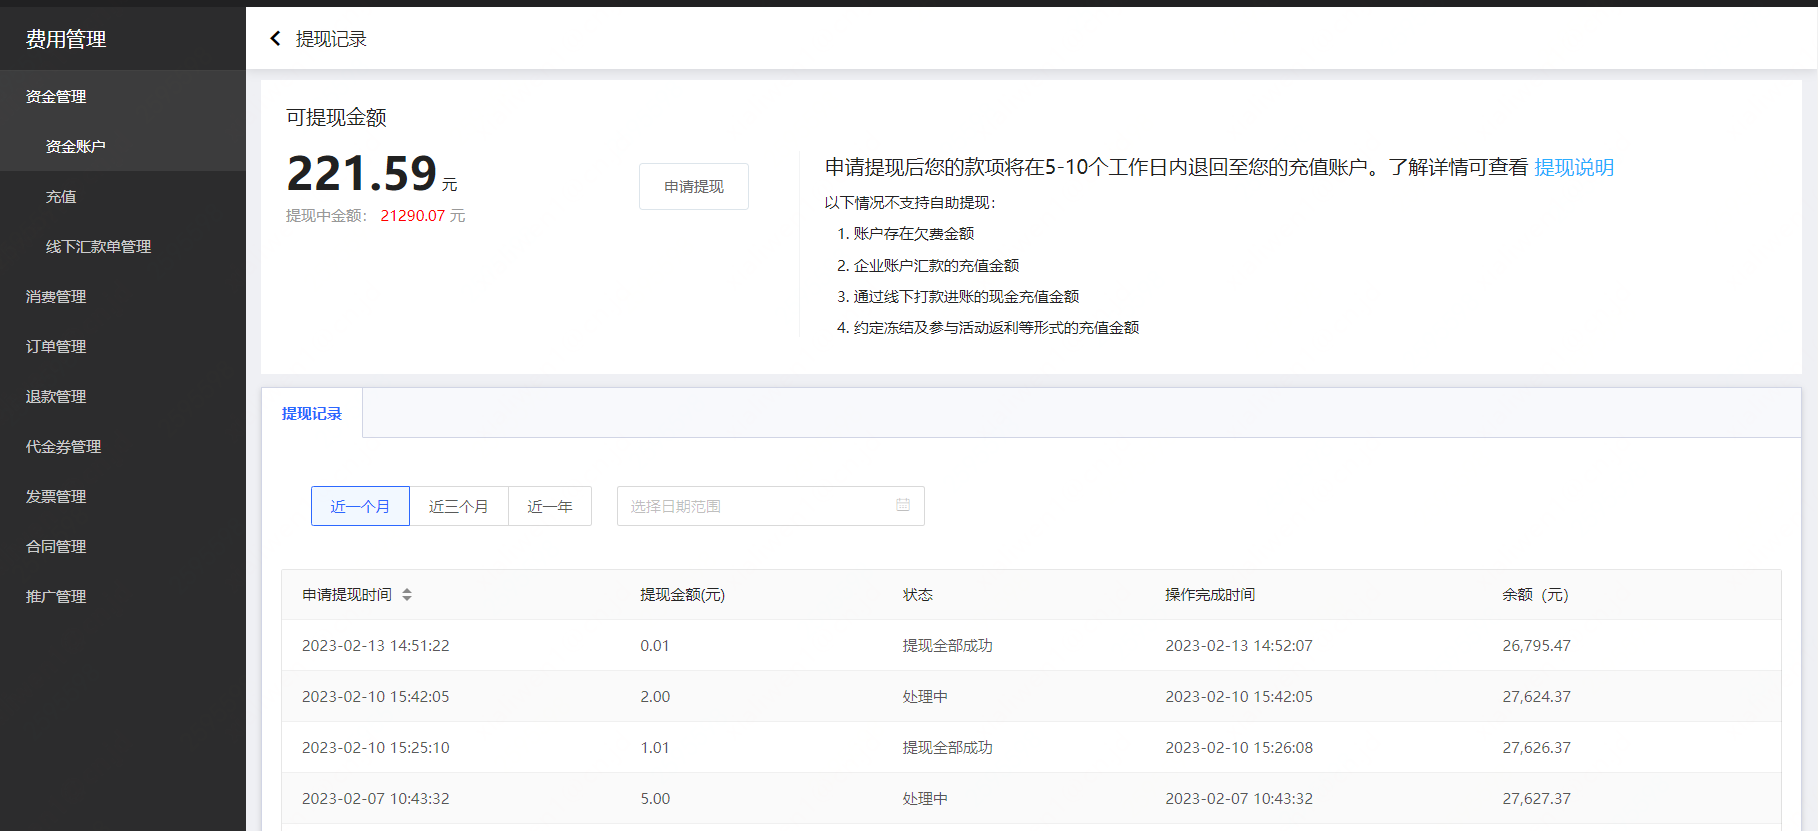 费用管理
资金管理
资金账户
充值
线下汇款单管理
消费管理
订单管理
退款管理
代金券管理
发票管理
合同管理
推广管理
提现记录
可提现金额
221.59 元
提现中金额： 21290.07 元
申请提现
申请提现后您的款项将在5-10个工作日内退回至您的充值账户。了解详情可查看 提现说明
以下情况不支持自助提现：
1. 账户存在欠费金额
2. 企业账户汇款的充值金额
3. 通过线下打款进账的现金充值金额
4. 约定冻结及参与活动返利等形式的充值金额
提现记录
近一个月 近三个月 近一年 选择日期范围
申请提现时间 提现金额(元) 状态 操作完成时间 余额（元）
2023-02-13 14:51:22 0.01 提现全部成功 2023-02-13 14:52:07 26,795.47
2023-02-10 15:42:05 2.00 处理中 2023-02-10 15:42:05 27,624.37
2023-02-10 15:25:10 1.01 提现全部成功 2023-02-10 15:26:08 27,626.37
2023-02-07 10:43:32 5.00 处理中 2023-02-07 10:43:32 27,627.37